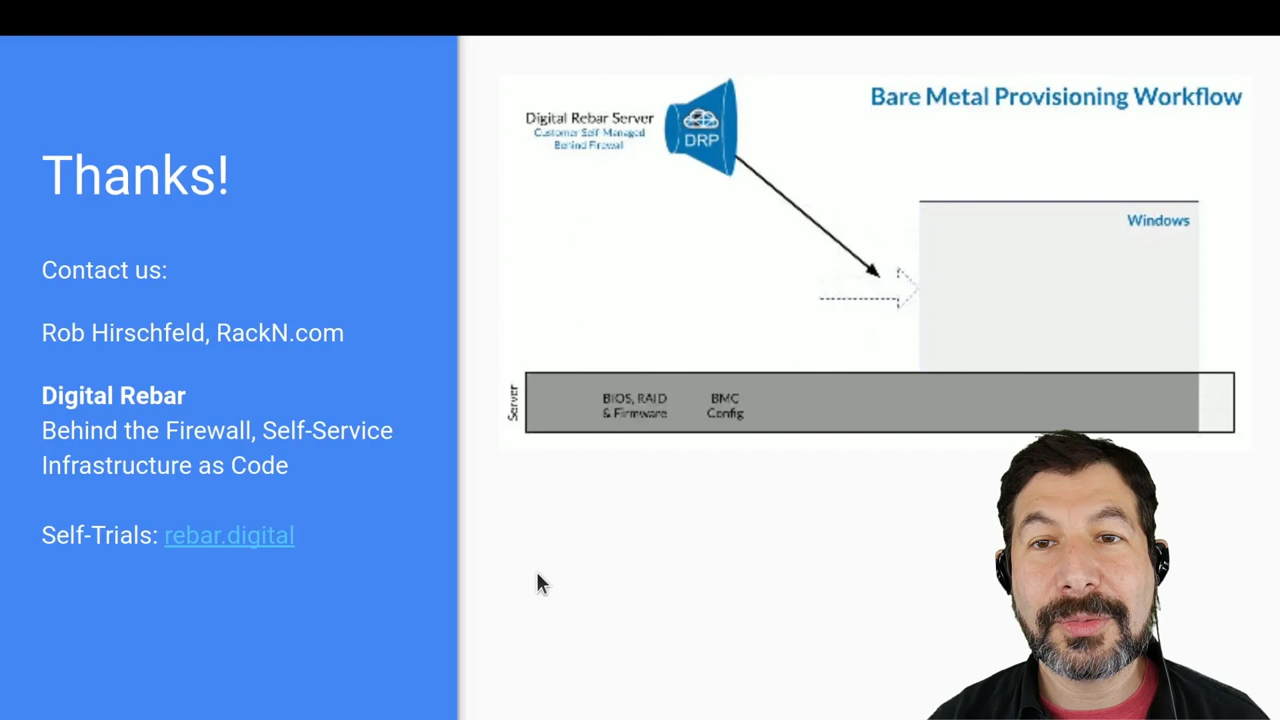 Thanks!
Contact us:
Rob Hirschfeld, RackN.com
Digital Rebar
Behind the Firewall, Self-Service
Infrastructure as Code
Self-Trials: rebar.digital
Bare Metal Provisioning Workflow
Digital Rebar Server
Customer Self-Managed
Behind Firewall
DRP
Windows
Server
BIOS, RAID
& Firmware
BMC
Config